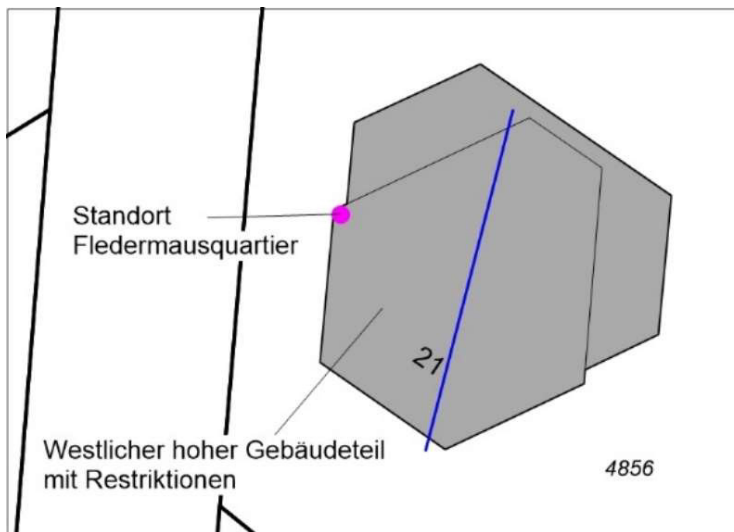 Standort
Fledermausquartier
21
Westlicher hoher Gebäudeteil
mit Restriktionen
4856